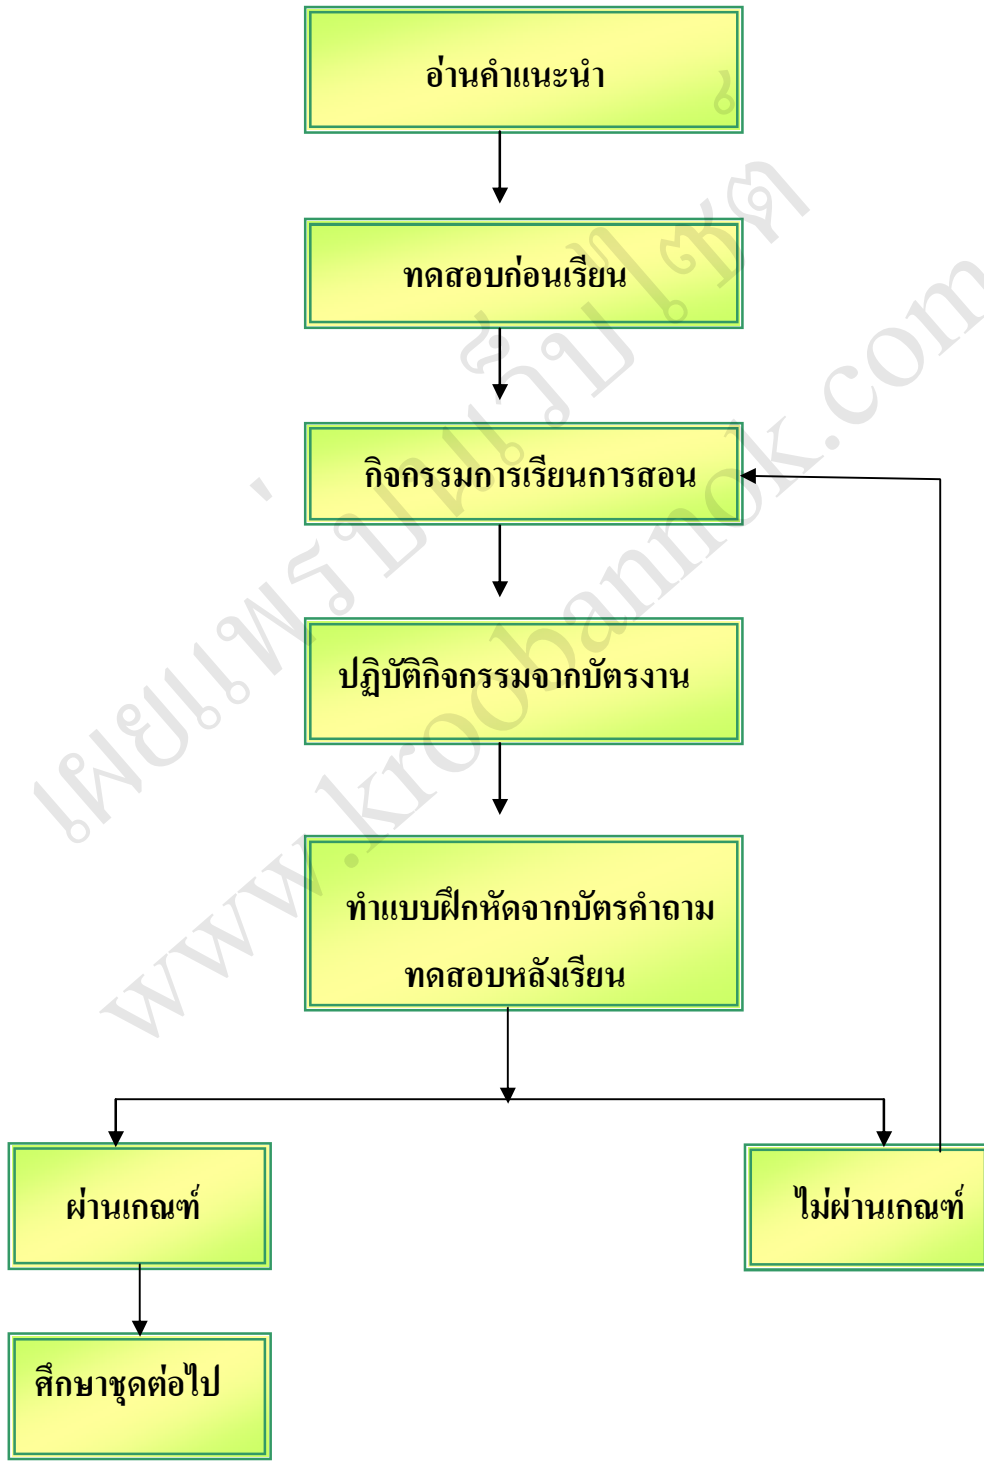 อ่านคำแนะนำ
ทดสอบก่อนเรียน
กิจกรรมการเรียนการสอน
ปฏิบัติกิจกรรมจากบัตรงาน
ทำแบบฝึกหัดจากบัตรคำถาม
ทดสอบหลังเรียน
ผ่านเกณฑ์
ไม่ผ่านเกณฑ์
ศึกษาชุดต่อไป
เผยแพร่บนเว็บไซต์
www.kroobannok.com